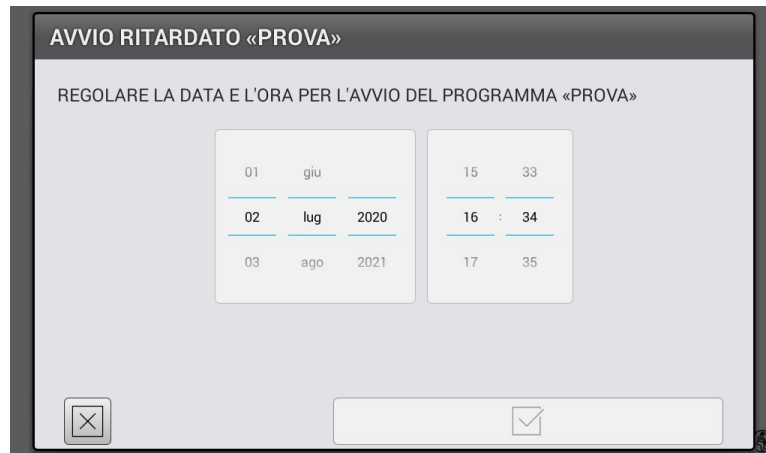 AVVIO RITARDATO «PROVA»
REGOLARE LA DATA E L'ORA PER L'AVVIO DEL PROGRAMMA «PROVA»
01 giu 15 33
02 lug 2020 16 : 34
03 ago 2021 17 35